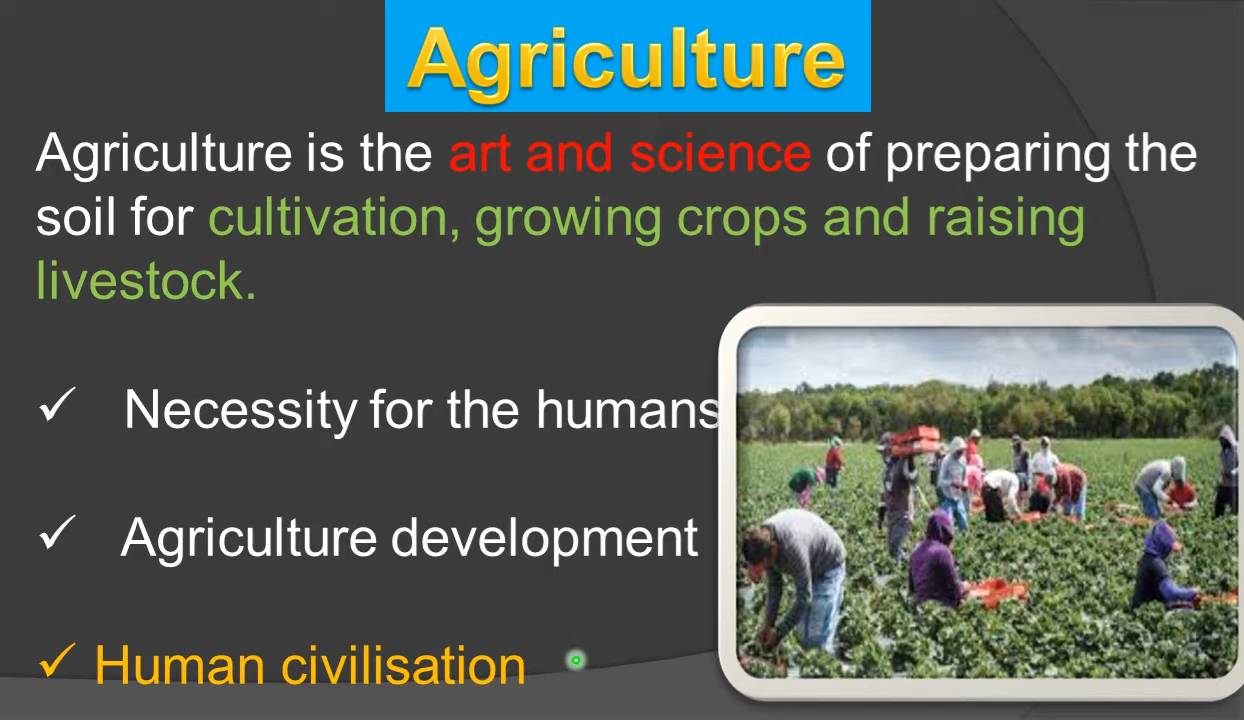 Agriculture
Agriculture is the art and science of preparing the
soil for cultivation, growing crops and raising
livestock.
✓ Necessity for the humans
✓ Agriculture development
✓ Human civilisation